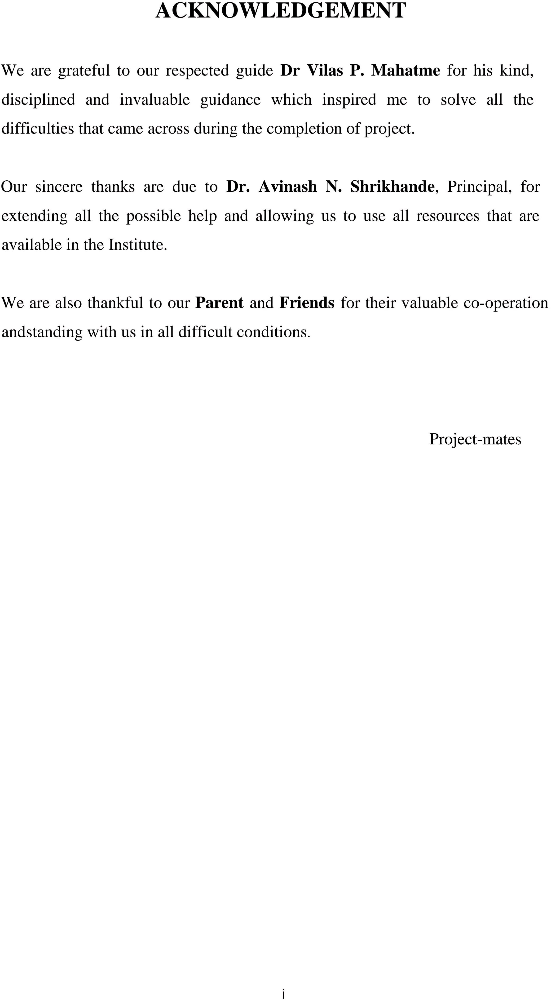 ACKNOWLEDGEMENT
We are grateful to our respected guide Dr Vilas P. Mahatme for his kind,
disciplined and invaluable guidance which inspired me to solve all the
difficulties that came across during the completion of project.
Our sincere thanks are due to Dr. Avinash N. Shrikhande, Principal, for
extending all the possible help and allowing us to use all resources that are
available in the Institute.
We are also thankful to our Parent and Friends for their valuable co-operation
andstanding with us in all difficult conditions.
Project-mates
i